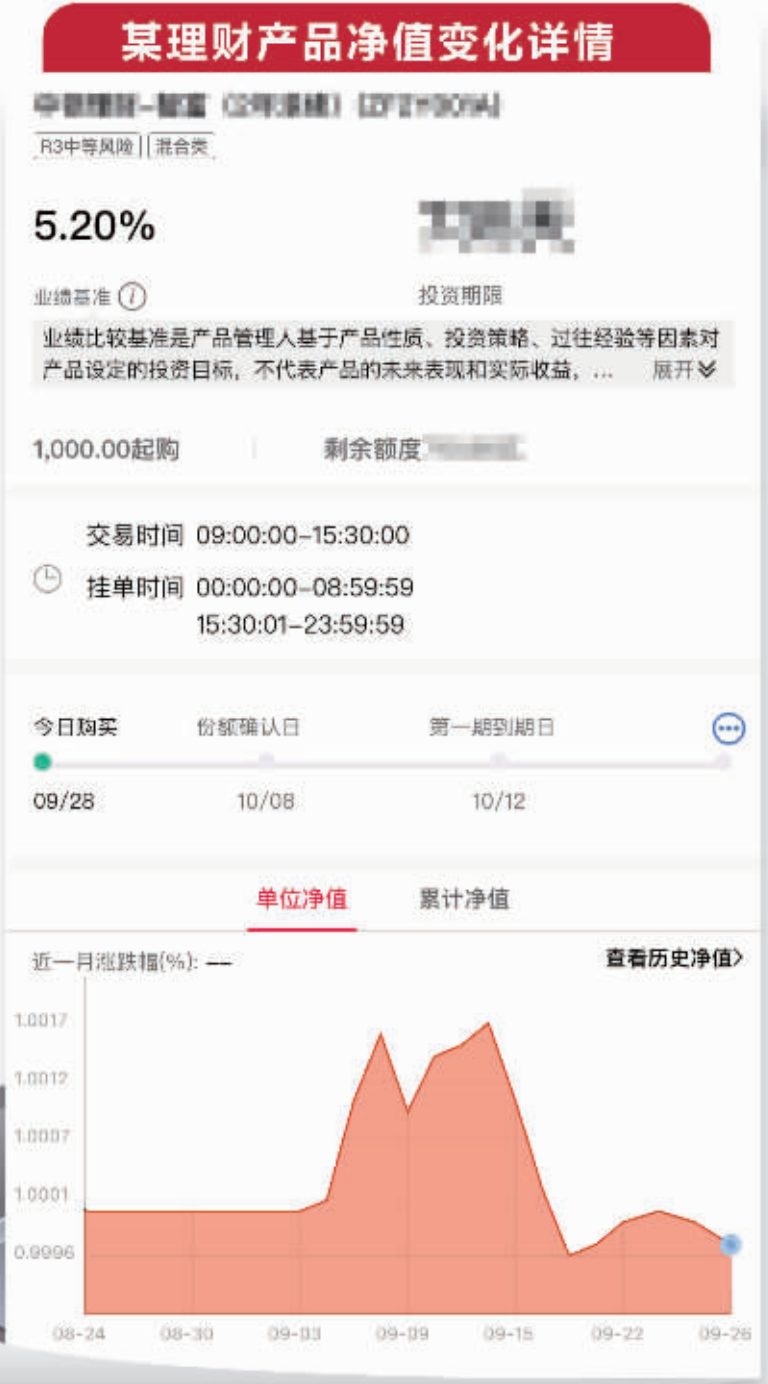 某理财产品净值变化详情
R3中等风险 混合类
5.20%
业绩基准 i 投资期限
业绩比较基准是产品管理人基于产品性质、投资策略、过往经验等因素对
产品设定的投资目标，不代表产品的未来表现和实际收益，... 展开
1,000.00起购 剩余额度
交易时间 09:00:00-15:30:00
挂单时间 00:00:00-08:59:59
15:30:01-23:59:59
今日购买 份额确认日 第一期到期日
09/28 10/08 10/12
单位净值 累计净值
近一月涨跌幅(%): -- 查看历史净值>
1.0017
1.0012
1.0007
1.0001
0.9996
08-24 08-30 09-03 09-09 09-15 09-22 09-26